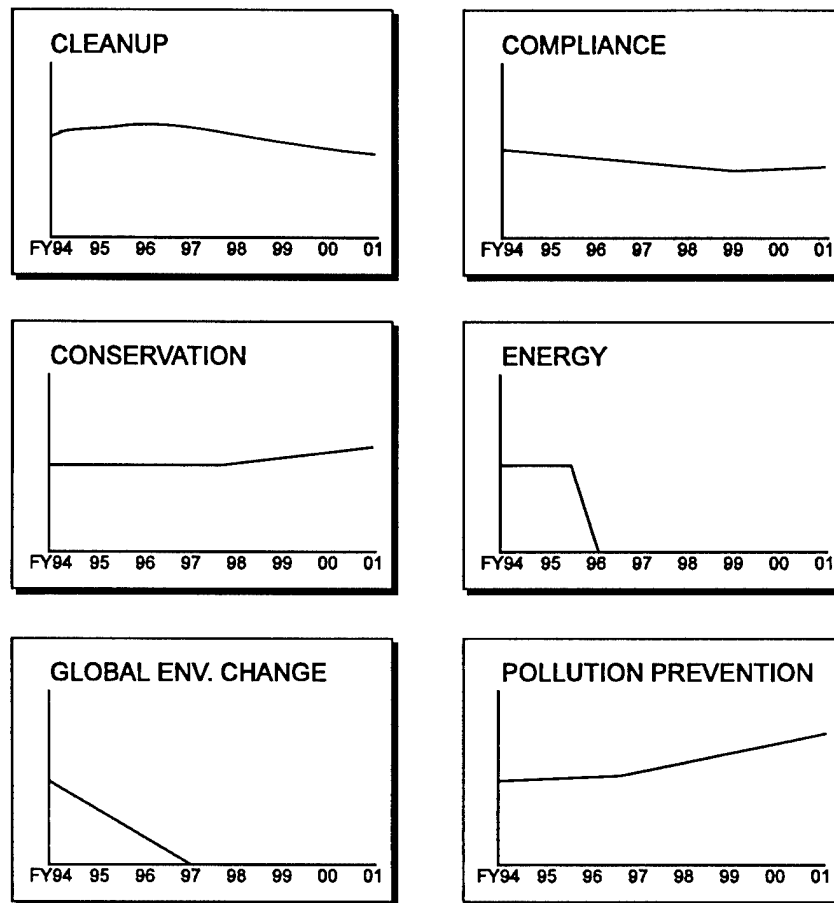 CLEANUP
FY94 95 96 97 98 99 00 01
COMPLIANCE
FY94 95 96 97 98 99 00 01
CONSERVATION
FY94 95 96 97 98 99 00 01
ENERGY
FY94 95 96 97 98 99 00 01
GLOBAL ENV. CHANGE
FY94 95 96 97 98 99 00 01
POLLUTION PREVENTION
FY94 95 96 97 98 99 00 01